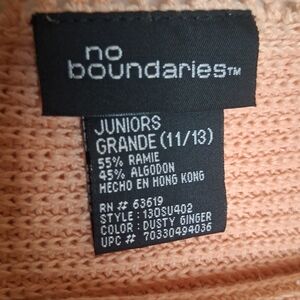 no
boundaries™
JUNIORS
GRANDE (11/13)
55% RAMIE
45% ALGODON
HECHO EN HONG KONG
RN # 63619
STYLE : 130SU402
COLOR : DUSTY GINGER
UPC # 70330494036